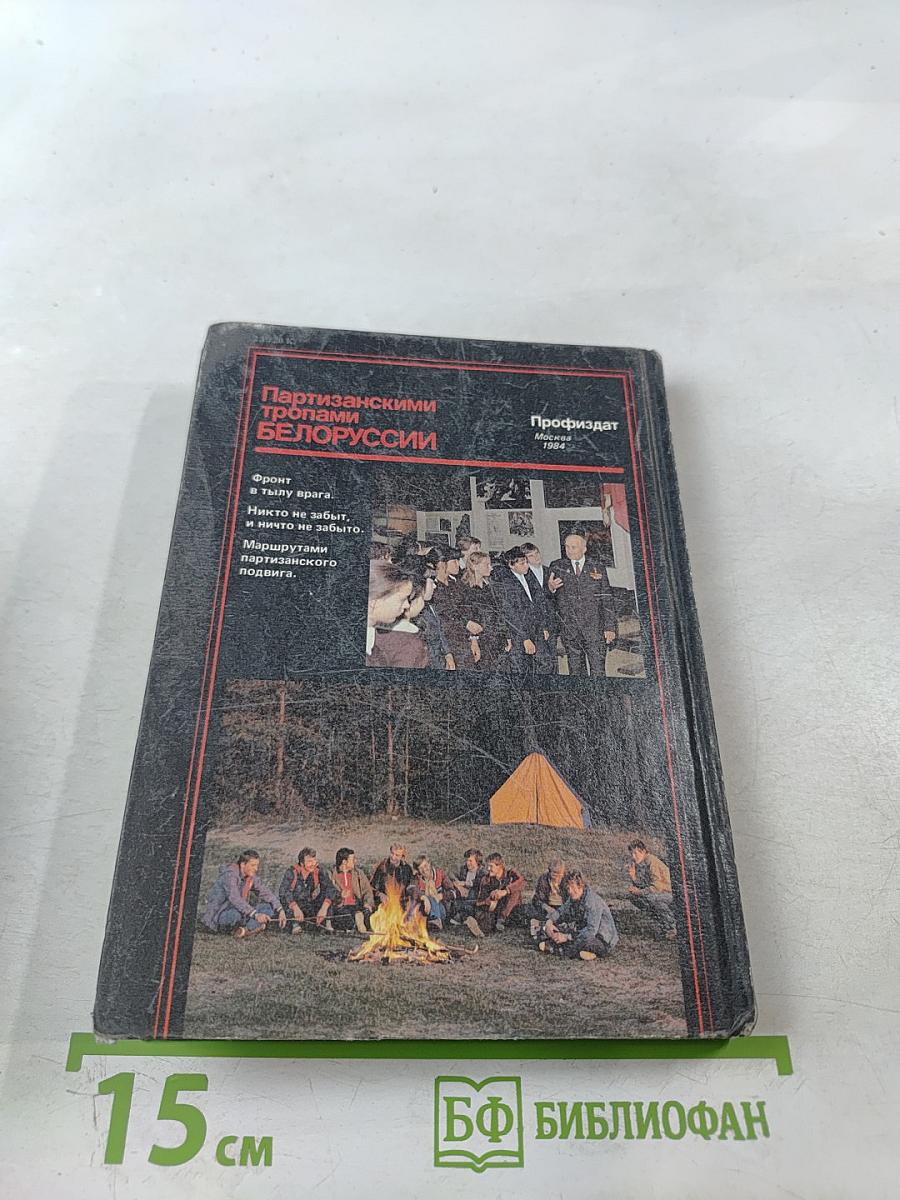 Партизанскими
тропами
БЕЛОРУССИИ
Профиздат
Москва
1984
Фронт
в тылу врага.
Никто не забыт,
и ничто не забыто.
Маршрутами
партизанского
подвига.
15 см
БФ БИБЛИОФАН